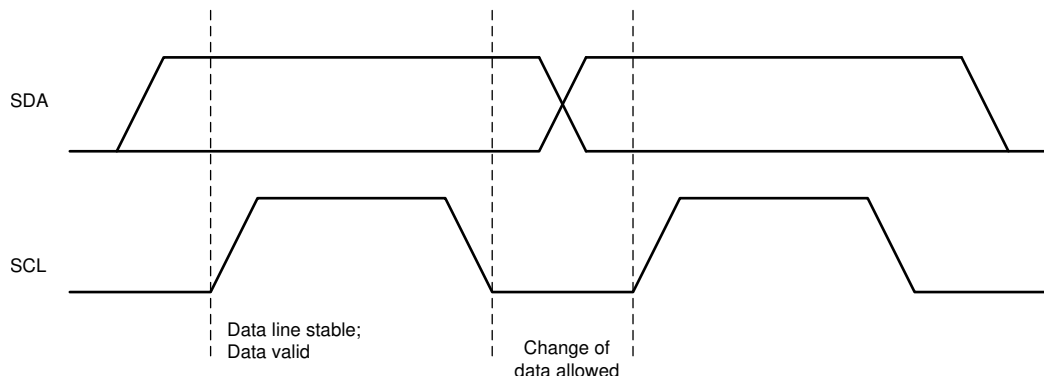 SDA
SCL
Data line stable;
Data valid
Change of
data allowed